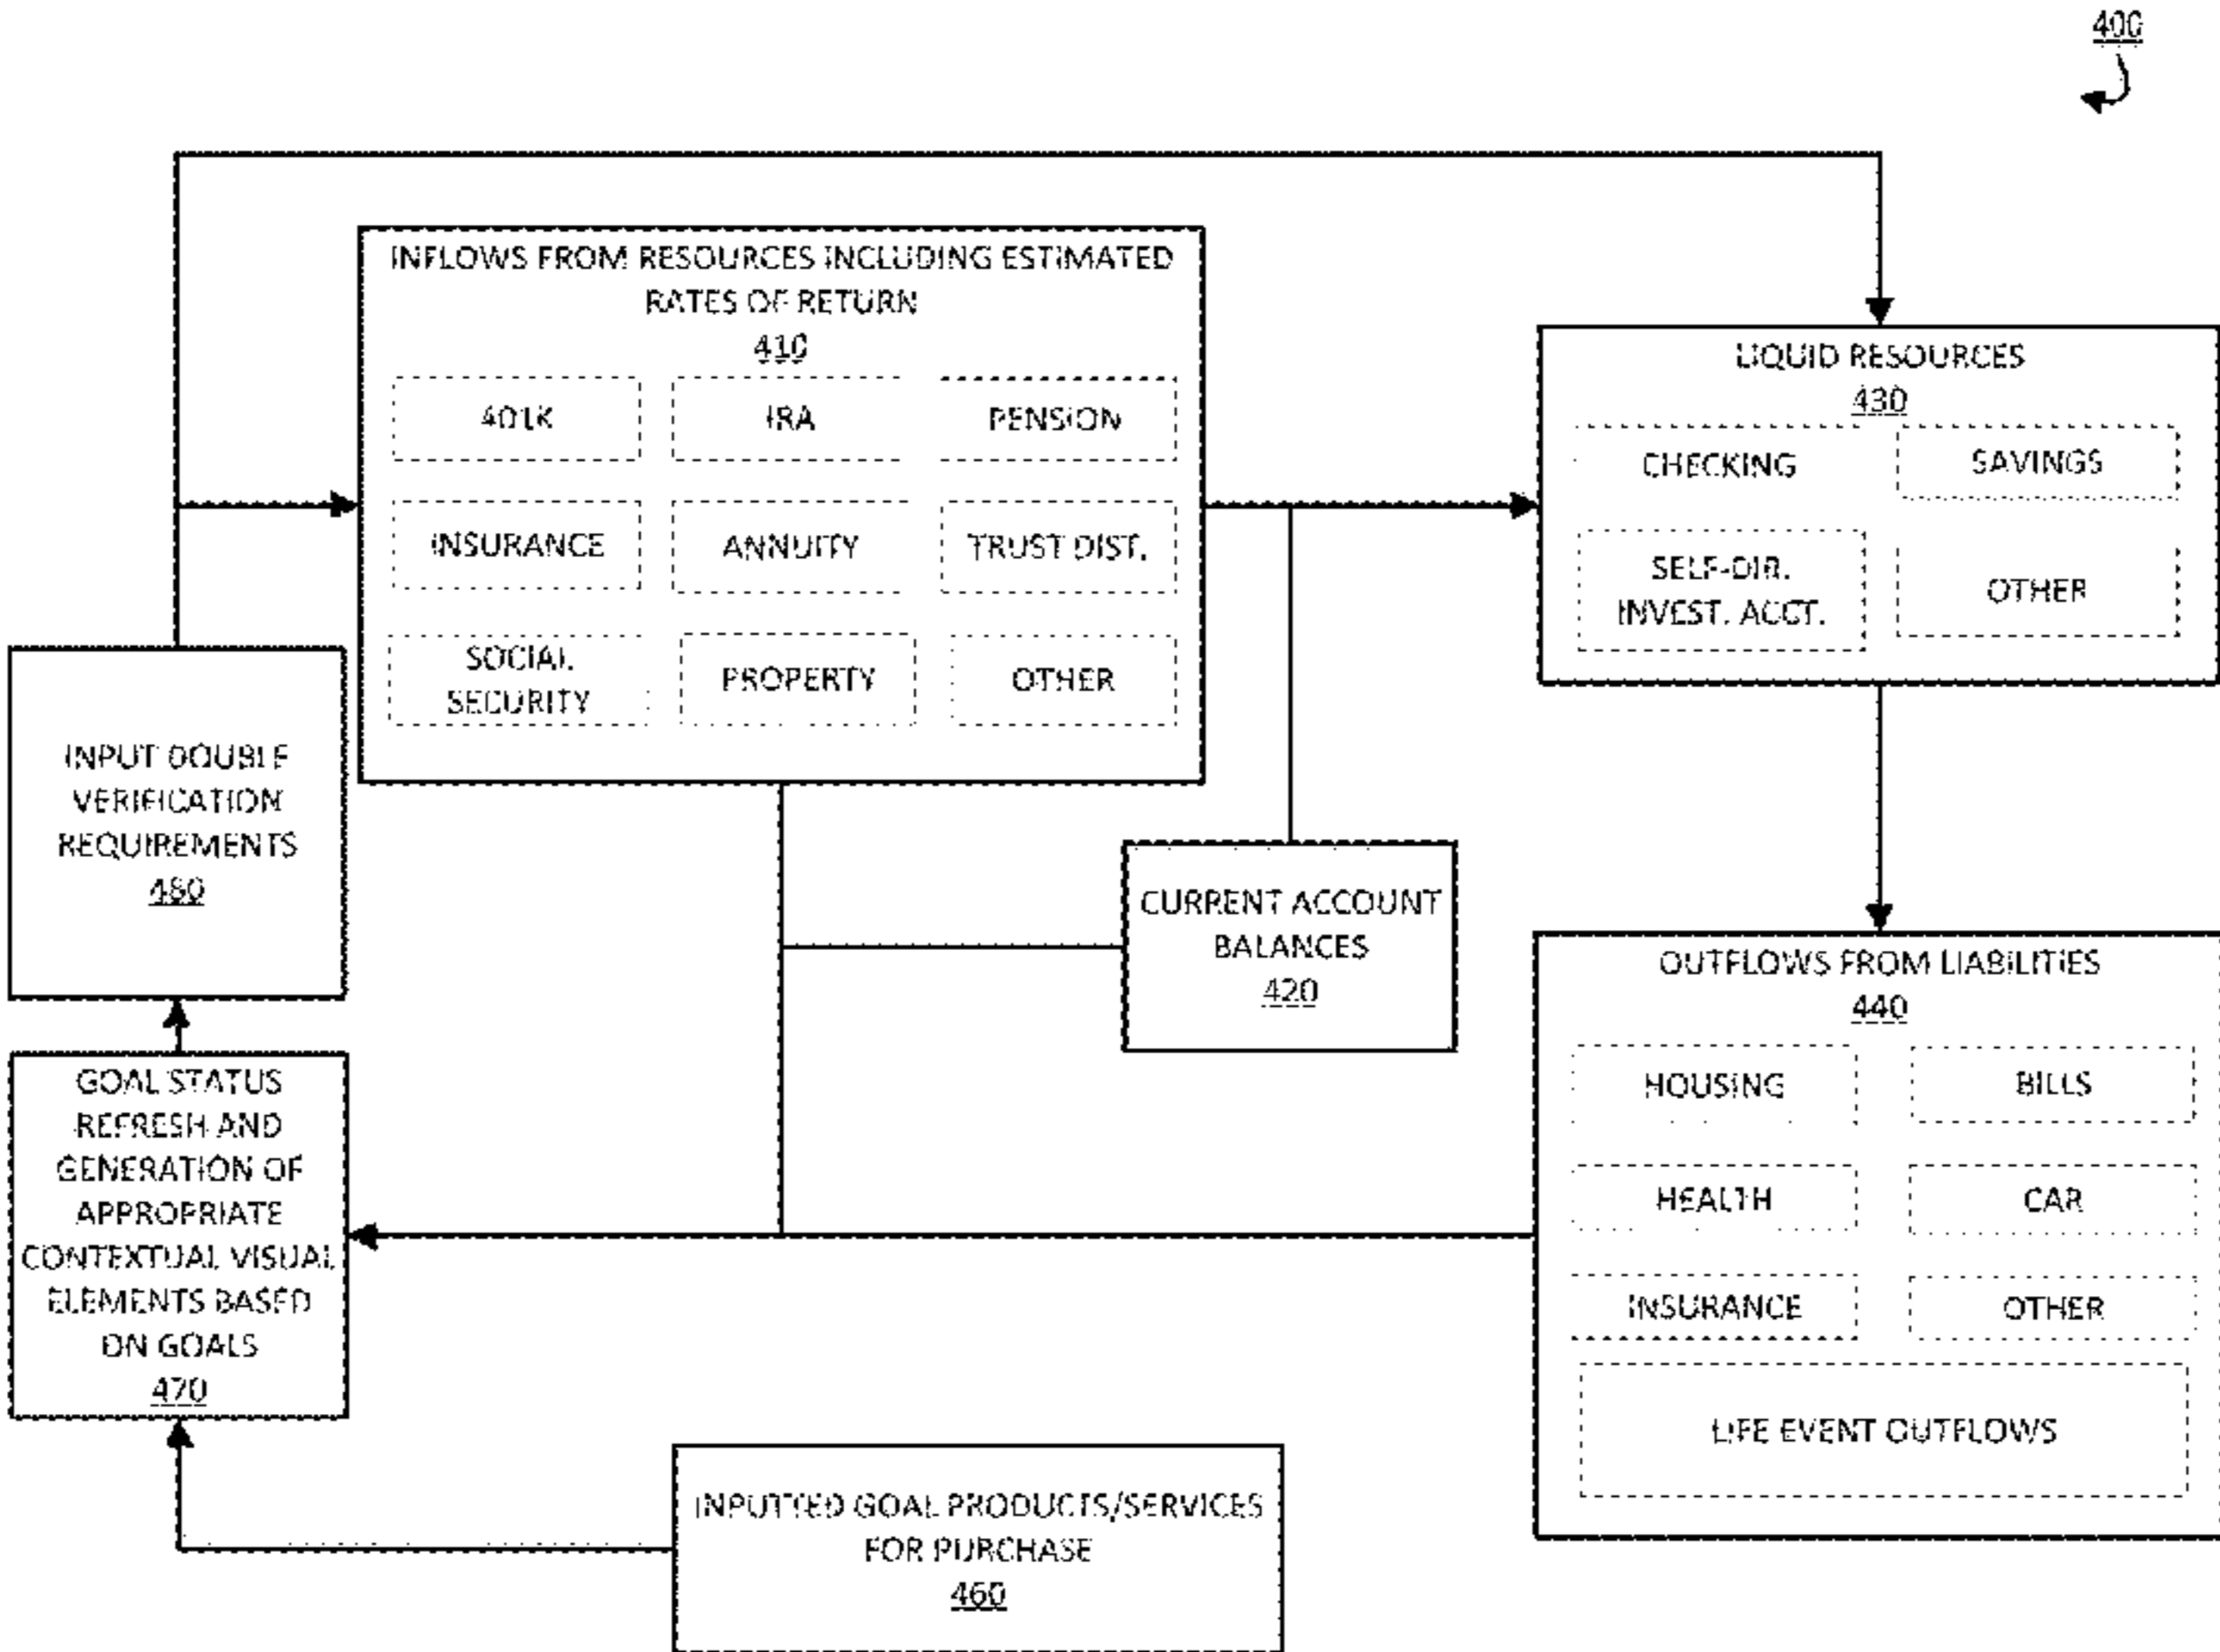 400
INFLOWS FROM RESOURCES INCLUDING ESTIMATED
RATES OF RETURN
410
401K
IRA
PENSION
INSURANCE
ANNUITY
TRUST DIST.
SOCIAL
SECURITY
PROPERTY
OTHER
LIQUID RESOURCES
430
CHECKING
SAVINGS
SELF-DIR.
INVEST. ACCT.
OTHER
INPUT DOUBLE
VERIFICATION
REQUIREMENTS
480
CURRENT ACCOUNT
BALANCES
420
OUTFLOWS FROM LIABILITIES
440
HOUSING
BILLS
HEALTH
CAR
INSURANCE
OTHER
LIFE EVENT OUTFLOWS
GOAL STATUS
REFRESH AND
GENERATION OF
APPROPRIATE
CONTEXTUAL VISUAL
ELEMENTS BASED
ON GOALS
470
INPUTTED GOAL PRODUCTS/SERVICES
FOR PURCHASE
460